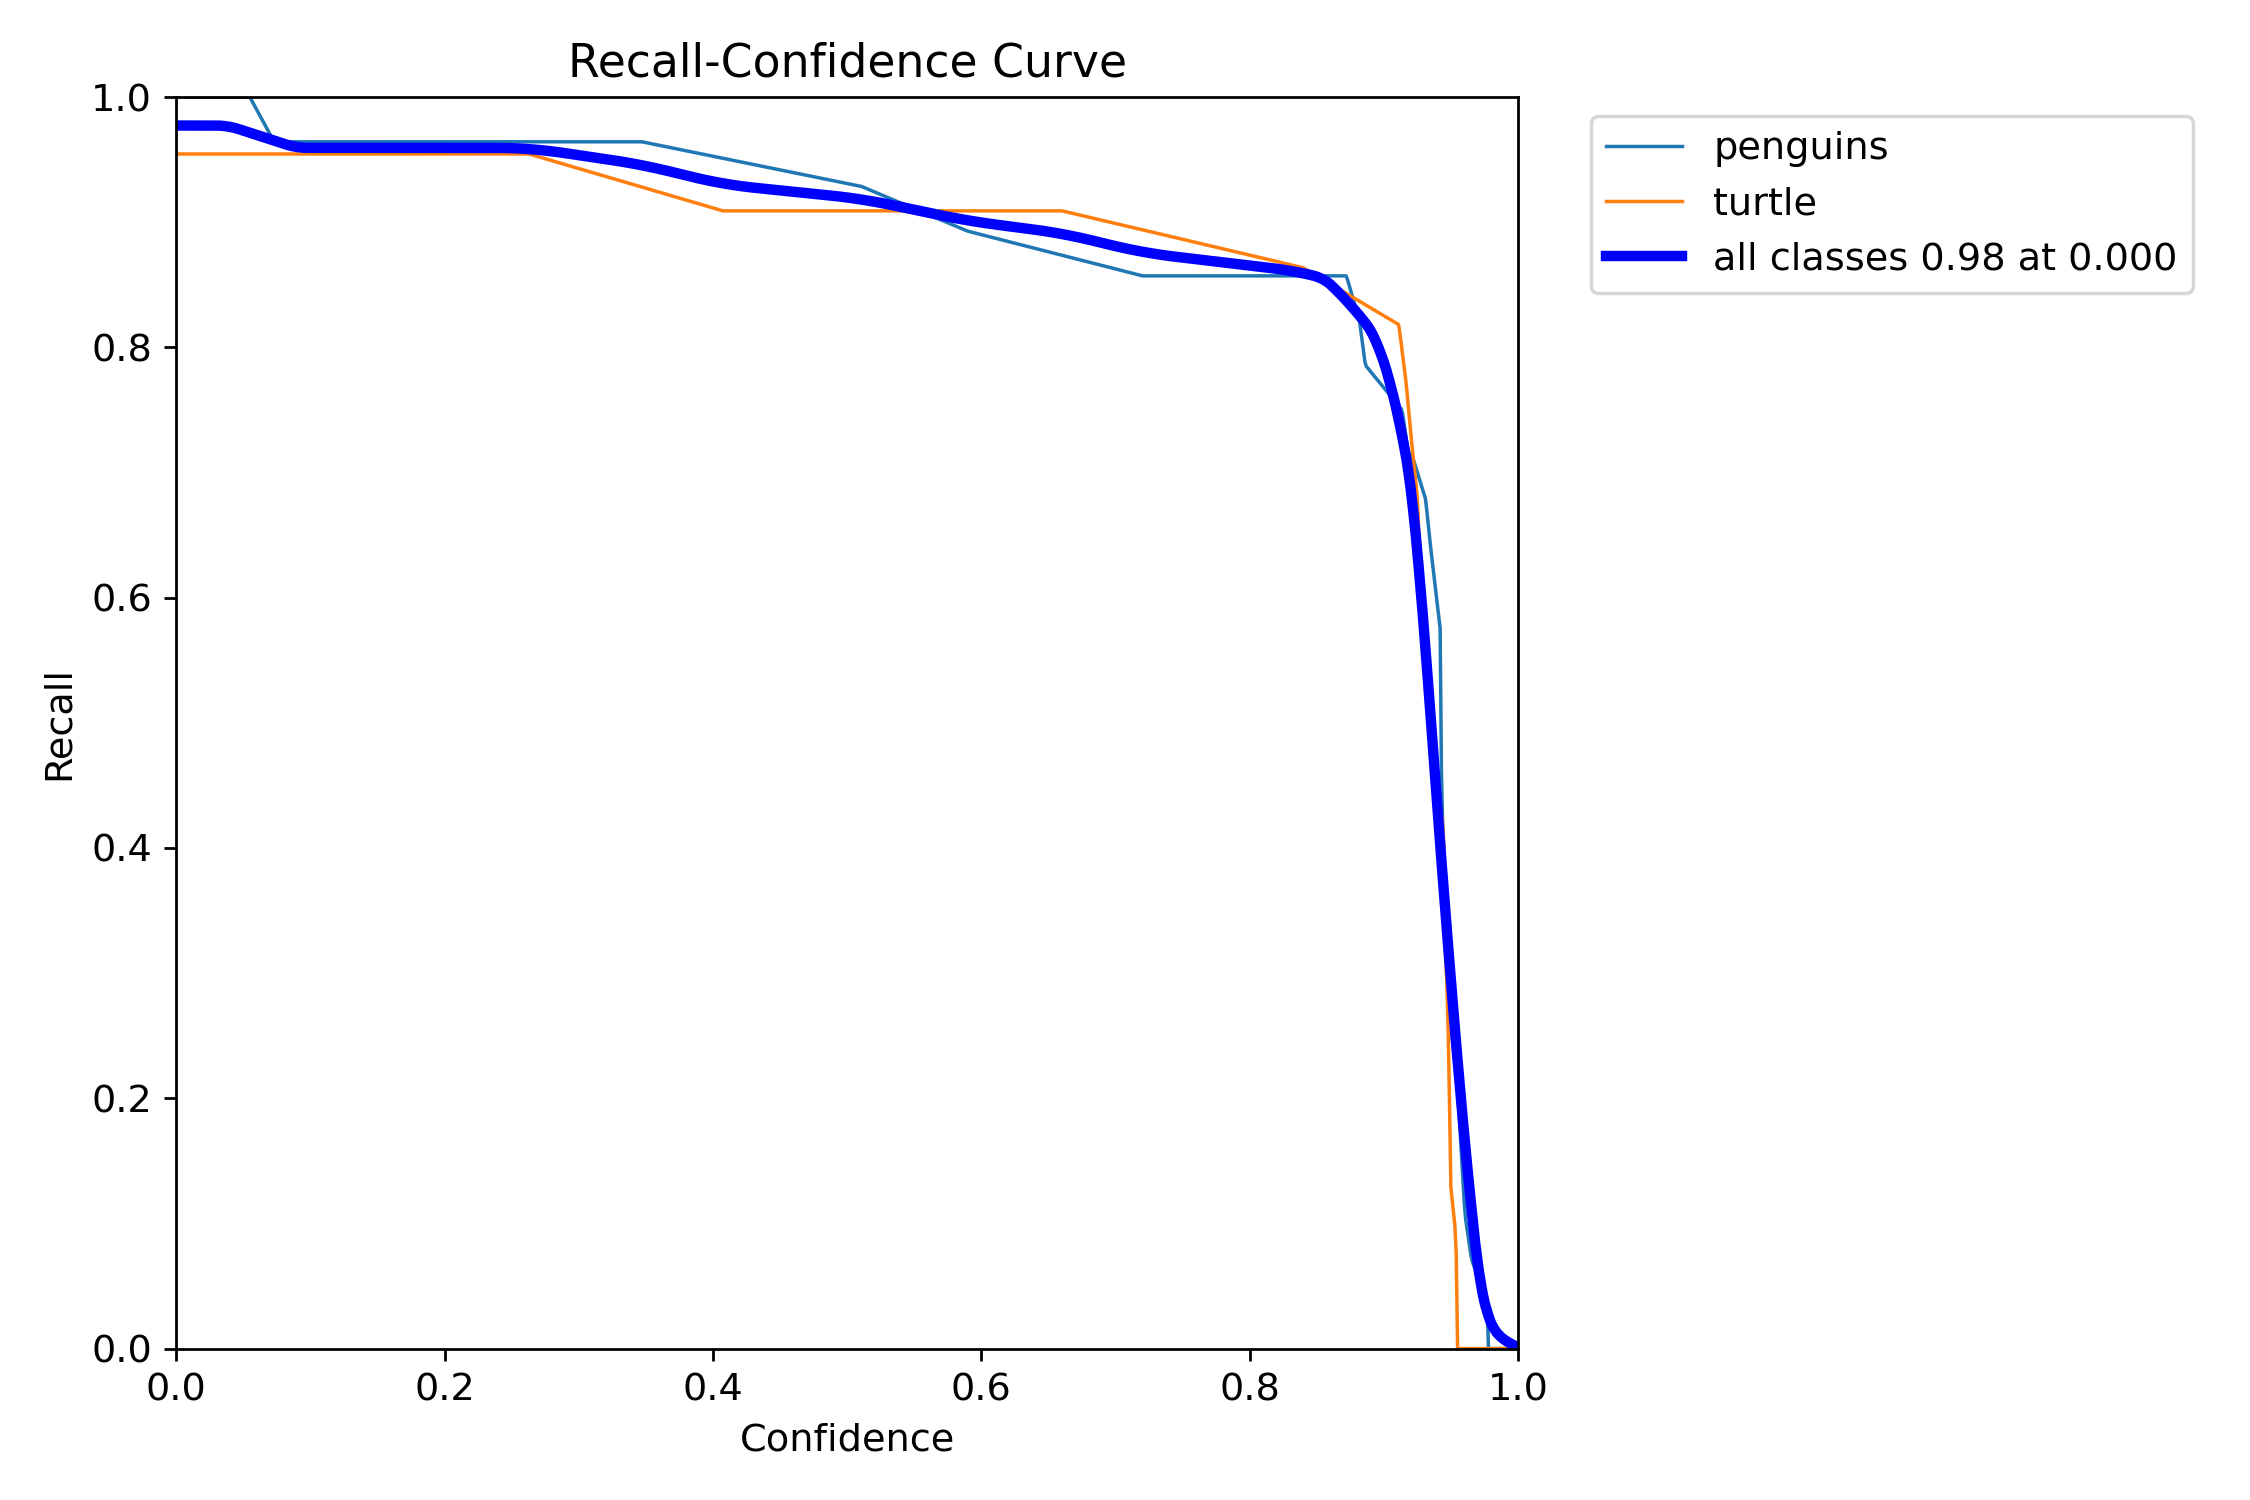 Recall-Confidence Curve
1.0
0.8
0.6
0.4
0.2
0.0
Recall
0.0 0.2 0.4 0.6 0.8 1.0
Confidence
penguins
turtle
all classes 0.98 at 0.000